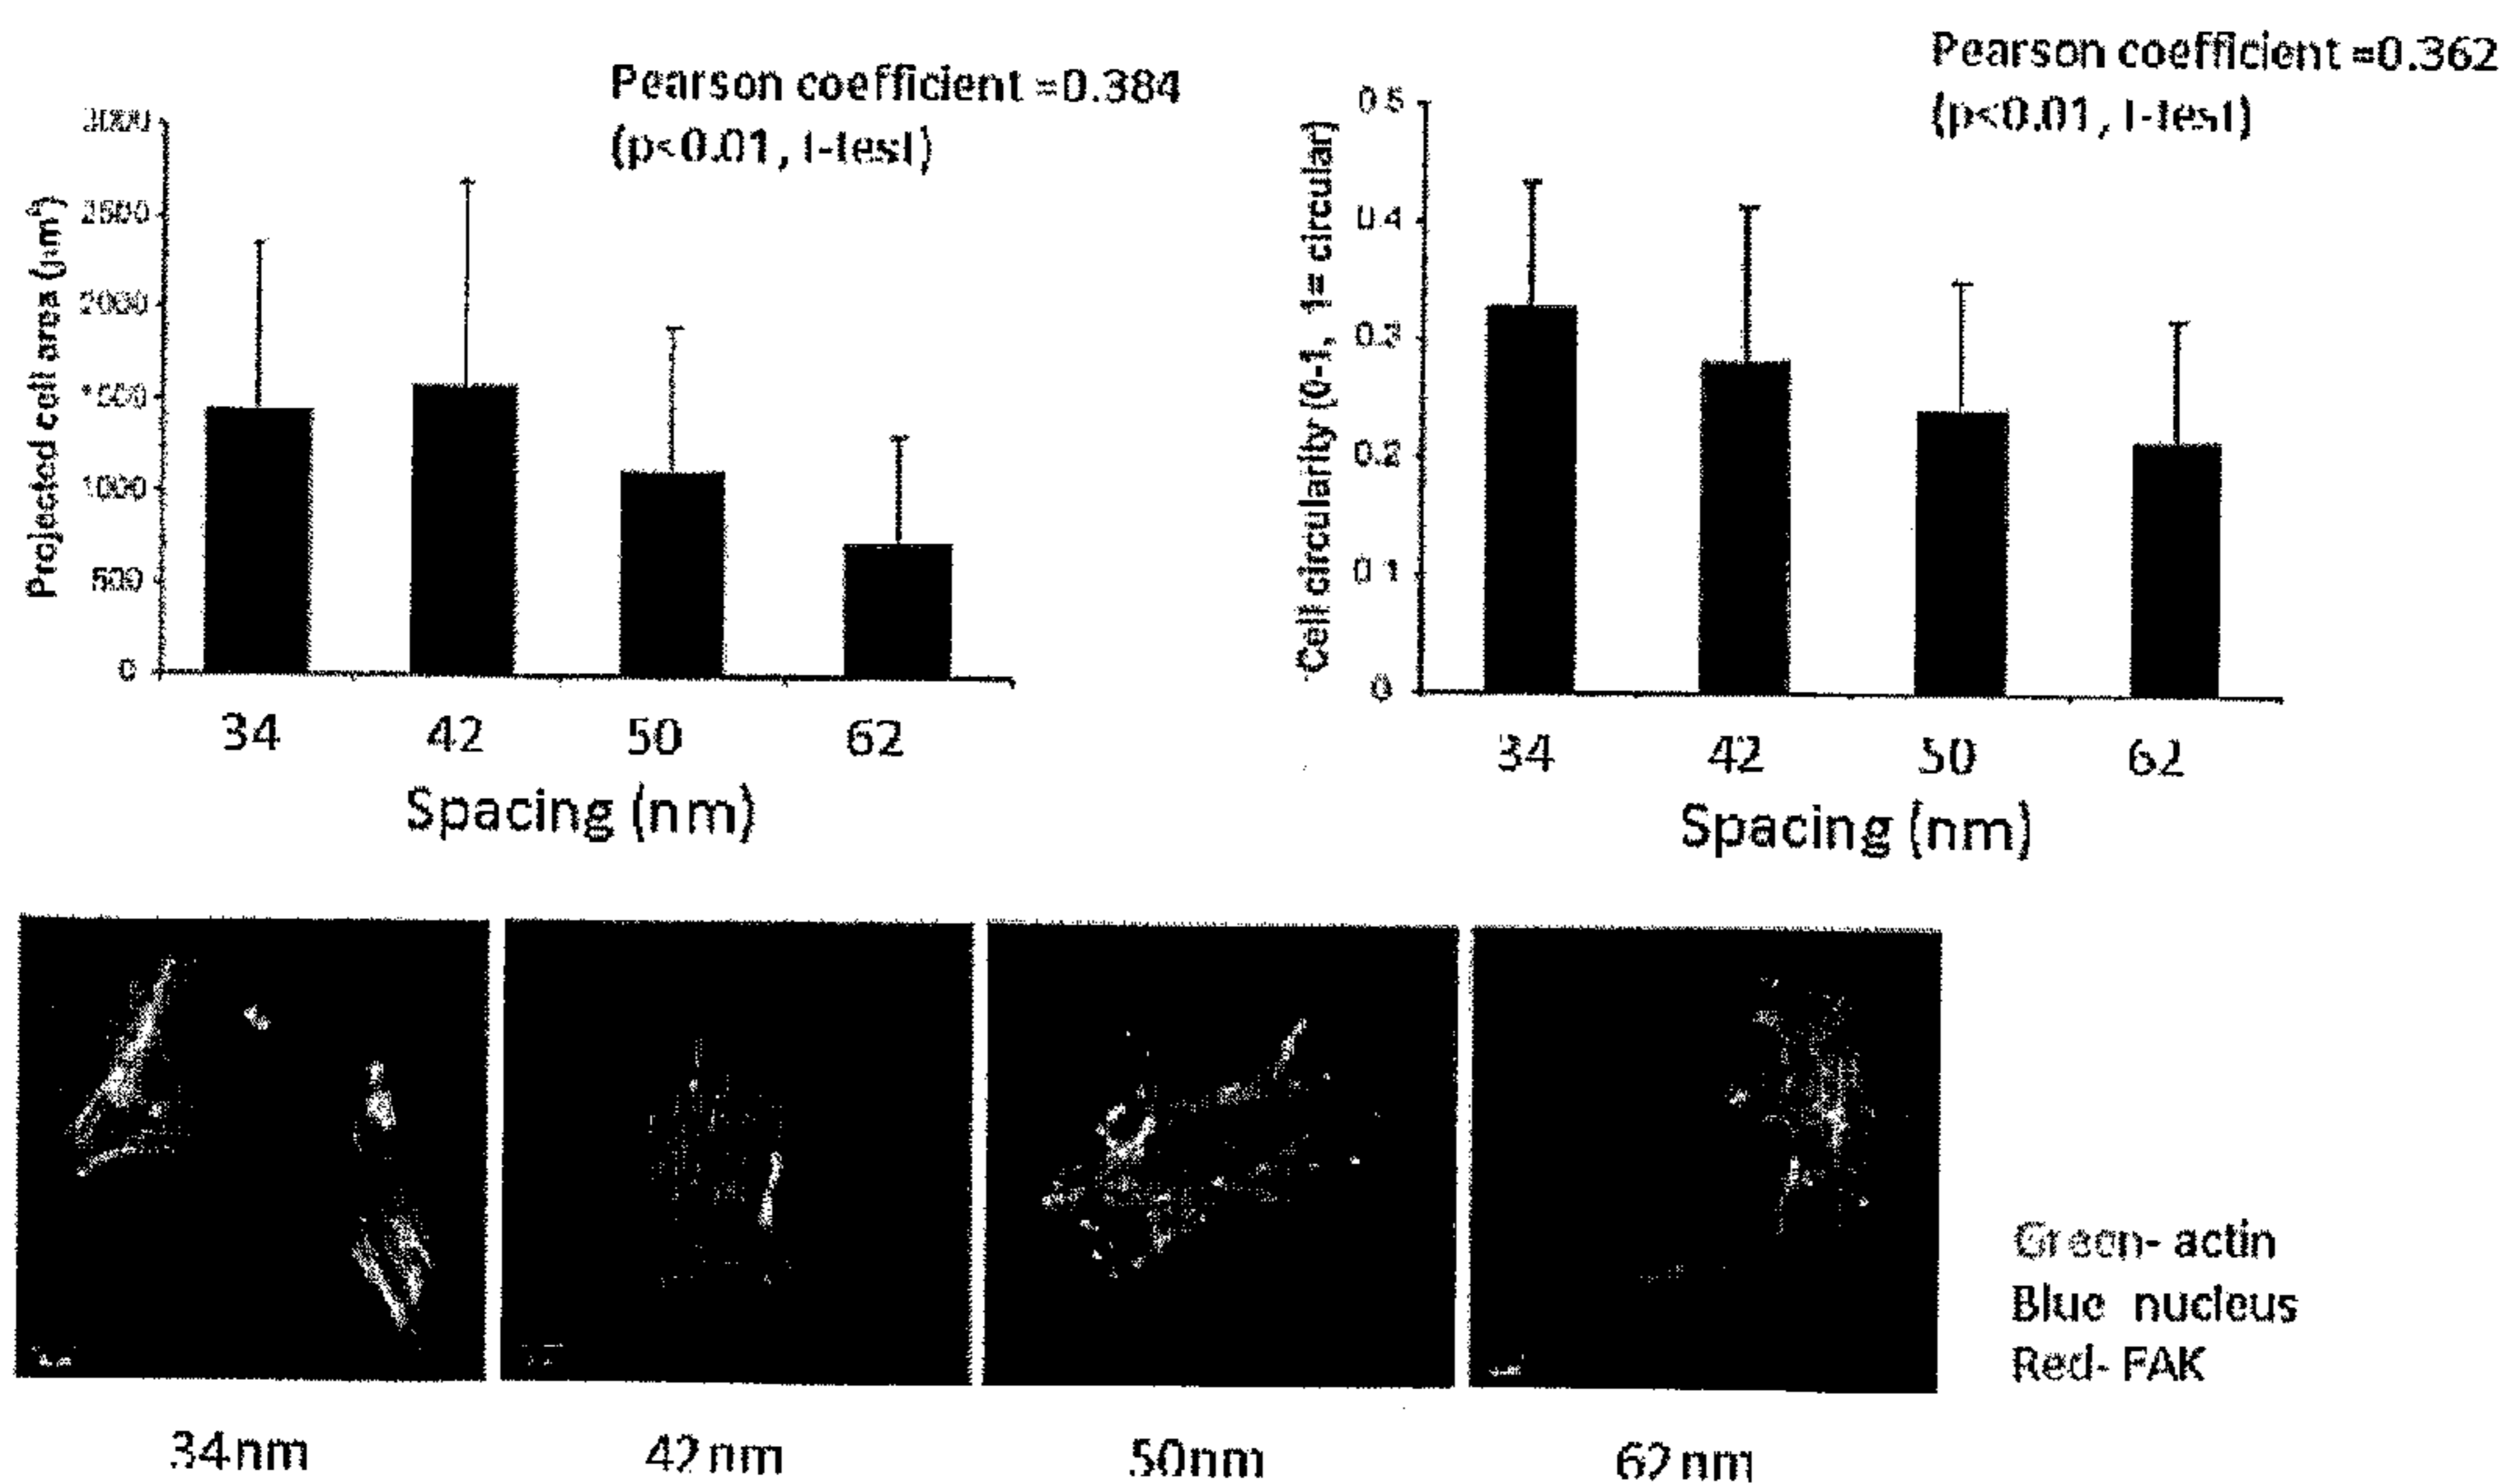 Pearson coefficient =0.384
(p<0.01, t-test)
Projected cell area (µm²)
3000
2500
2000
1500
1000
500
0
34 42 50 62
Spacing (nm)
Pearson coefficient =0.362
(p<0.01, t-test)
Cell circularity (0-1, 1= circular)
0.5
0.4
0.3
0.2
0.1
0
34 42 50 62
Spacing (nm)
Green- actin
Blue nucleus
Red- FAK
34nm 42nm 50nm 62nm